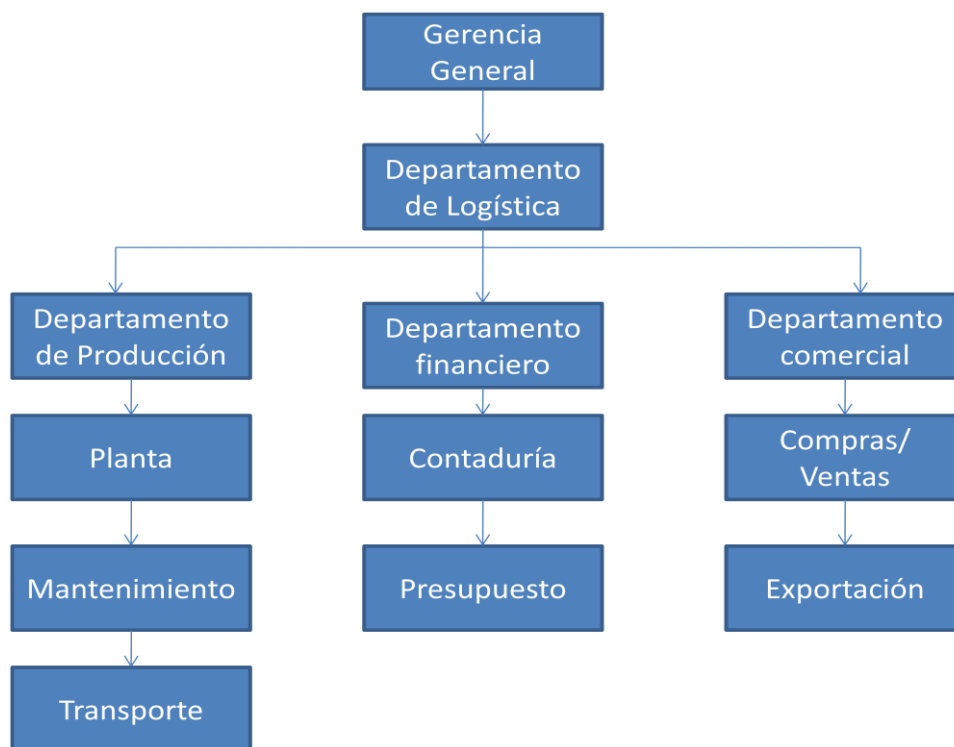 Gerencia
General
Departamento
de Logística
Departamento
de Producción
Departamento
financiero
Departamento
comercial
Planta
Contaduría
Compras/
Ventas
Mantenimiento
Presupuesto
Exportación
Transporte